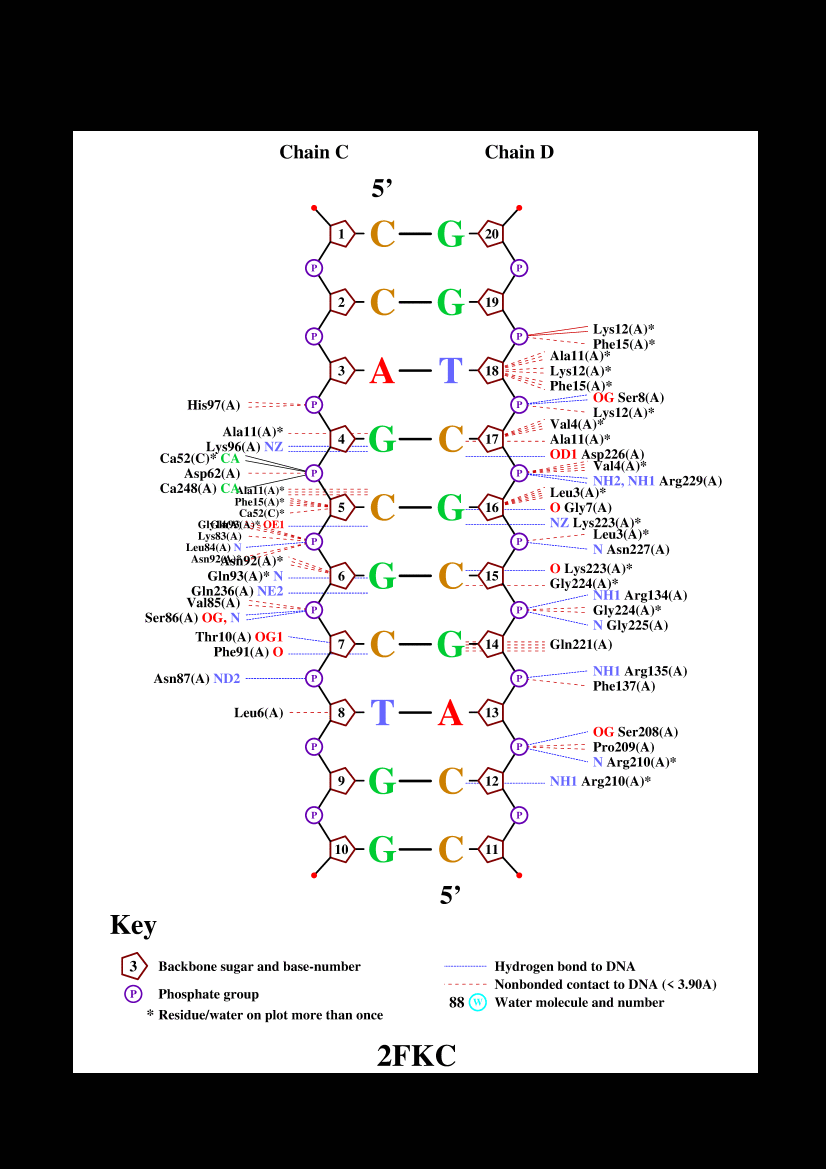 Chain C Chain D
5’
1 C G 20
P P
2 C G 19
Lys12(A)*
P P
Phe15(A)*
Ala11(A)*
3 A T 18 Lys12(A)*
Phe15(A)*
OG Ser8(A)
His97(A) P P
Lys12(A)*
Val4(A)*
Ala11(A)* 4 G C 17 Ala11(A)*
Lys96(A) NZ
OD1 Asp226(A)
Ca52(C)* CA
Val4(A)*
Asp62(A) P P
NH2, NH1 Arg229(A)
Ca248(A) CA
Ala11(A)*
Leu3(A)*
Phe15(A)* 5 C G 16 O Gly7(A)
Ca52(C)*
NZ Lys223(A)*
OE1
Lys83(A)
Leu3(A)*
P P
Leu84(A) N
N Asn227(A)
Asn92(A)*
Asn92(A)*
O Lys223(A)*
Gln93(A)* N 6 G C 15
Gly224(A)*
Gln236(A) NE2
NH1 Arg134(A)
Val85(A)
P P Gly224(A)*
Ser86(A) OG, N
N Gly225(A)
Thr10(A) OG1
7 C G 14 Gln221(A)
Phe91(A) O
NH1 Arg135(A)
Asn87(A) ND2 P P
Phe137(A)
Leu6(A) 8 T A 13
OG Ser208(A)
P P Pro209(A)
N Arg210(A)*
9 G C 12 NH1 Arg210(A)*
P P
10 G C 11
5’
Key
3 Backbone sugar and base-number
Hydrogen bond to DNA
Nonbonded contact to DNA (< 3.90A)
P Phosphate group
88 W Water molecule and number
* Residue/water on plot more than once
2FKC